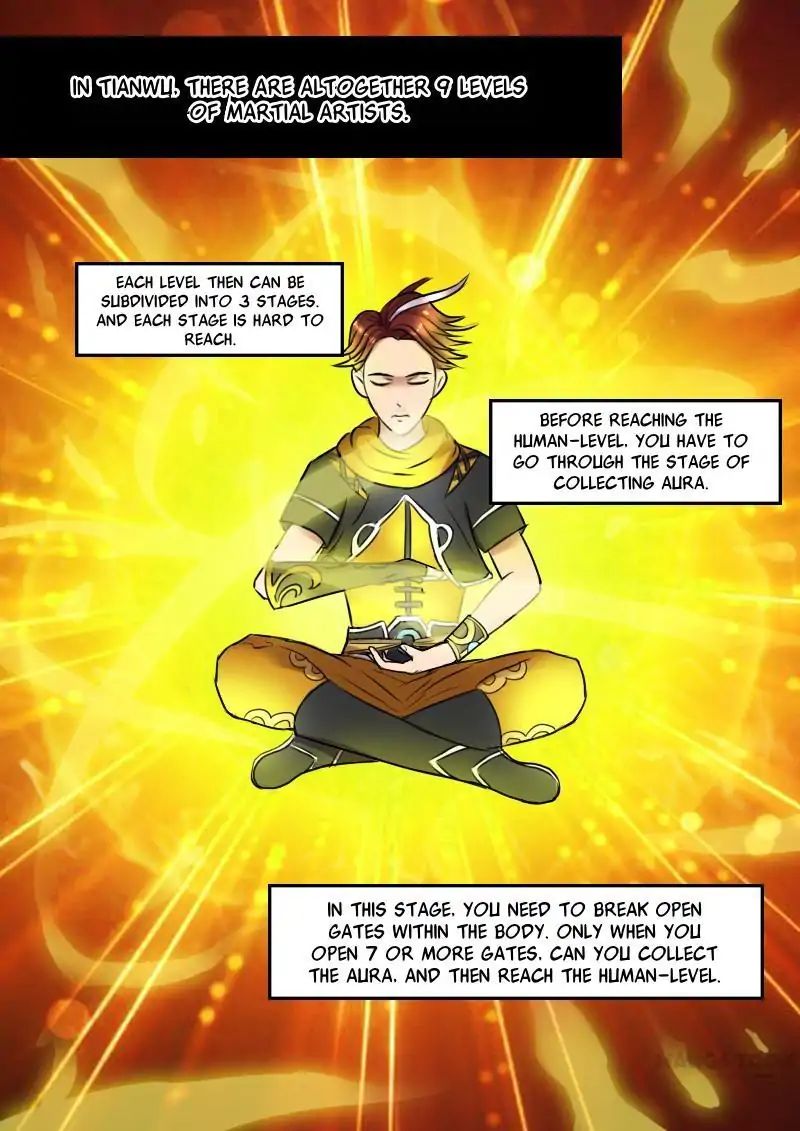 IN TIANWU, THERE ARE ALTOGETHER 9 LEVELS
OF MARTIAL ARTISTS.
EACH LEVEL THEN CAN BE
SUBDIVIDED INTO 3 STAGES.
AND EACH STAGE IS HARD TO
REACH.
BEFORE REACHING THE
HUMAN-LEVEL, YOU HAVE TO
GO THROUGH THE STAGE OF
COLLECTING AURA.
IN THIS STAGE, YOU NEED TO BREAK OPEN
GATES WITHIN THE BODY. ONLY WHEN YOU
OPEN 7 OR MORE GATES, CAN YOU COLLECT
THE AURA, AND THEN REACH THE HUMAN-LEVEL.